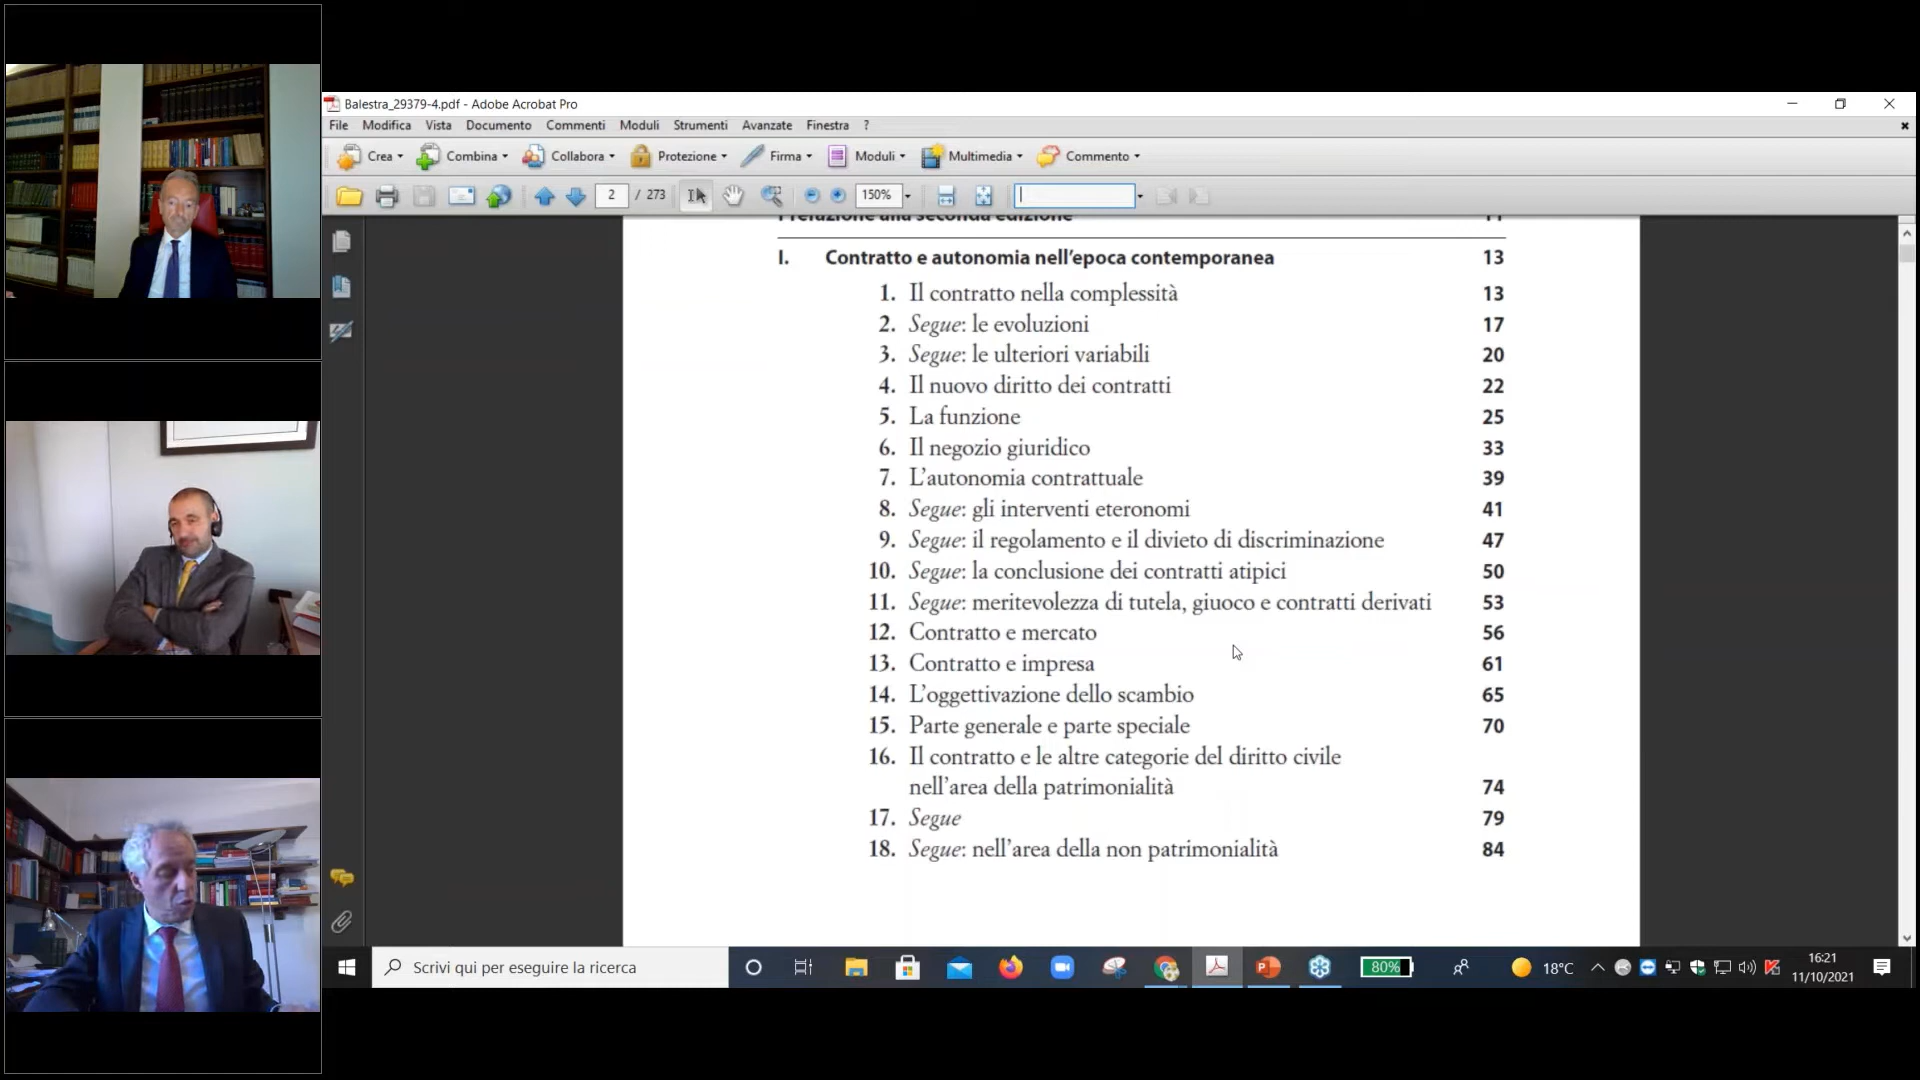 Balestra_29379-4.pdf - Adobe Acrobat Pro
File Modifica Vista Documento Commenti Moduli Strumenti Avanzate Finestra ?
Crea Combina Collabora Protezione Firma Moduli Multimedia Commento
2 / 273 150%
Prefazione alla seconda edizione 11
I. Contratto e autonomia nell'epoca contemporanea 13
1. Il contratto nella complessità 13
2. Segue: le evoluzioni 17
3. Segue: le ulteriori variabili 20
4. Il nuovo diritto dei contratti 22
5. La funzione 25
6. Il negozio giuridico 33
7. L'autonomia contrattuale 39
8. Segue: gli interventi eteronomi 41
9. Segue: il regolamento e il divieto di discriminazione 47
10. Segue: la conclusione dei contratti atipici 50
11. Segue: meritevolezza di tutela, giuoco e contratti derivati 53
12. Contratto e mercato 56
13. Contratto e impresa 61
14. L'oggettivazione dello scambio 65
15. Parte generale e parte speciale 70
16. Il contratto e le altre categorie del diritto civile
nell'area della patrimonialità 74
17. Segue 79
18. Segue: nell'area della non patrimonialità 84
Scrivi qui per eseguire la ricerca 80% 18°C 16:21
11/10/2021